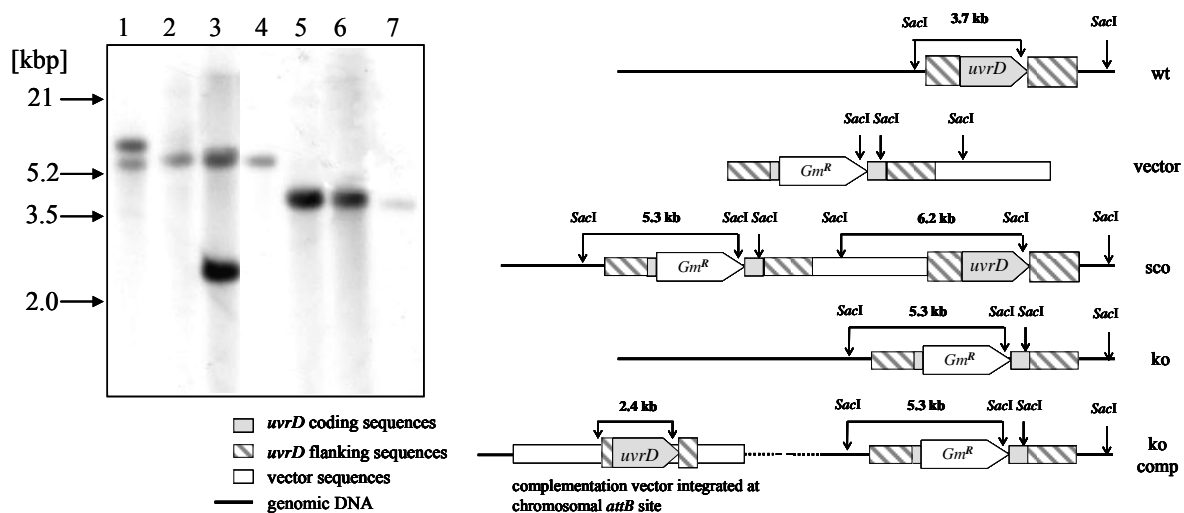 1 2 3 4 5 6 7
[kbp]
21
5.2
3.5
2.0
uvrD coding sequences
uvrD flanking sequences
vector sequences
genomic DNA
SacI 3.7 kb SacI
uvrD
wt
SacI SacI SacI
GmR
vector
SacI 5.3 kb SacI SacI SacI 6.2 kb SacI SacI
GmR uvrD
sco
SacI 5.3 kb SacI SacI SacI
GmR
ko
2.4 kb SacI 5.3 kb SacI SacI SacI
uvrD GmR
ko
comp
complementation vector integrated at
chromosomal attB site